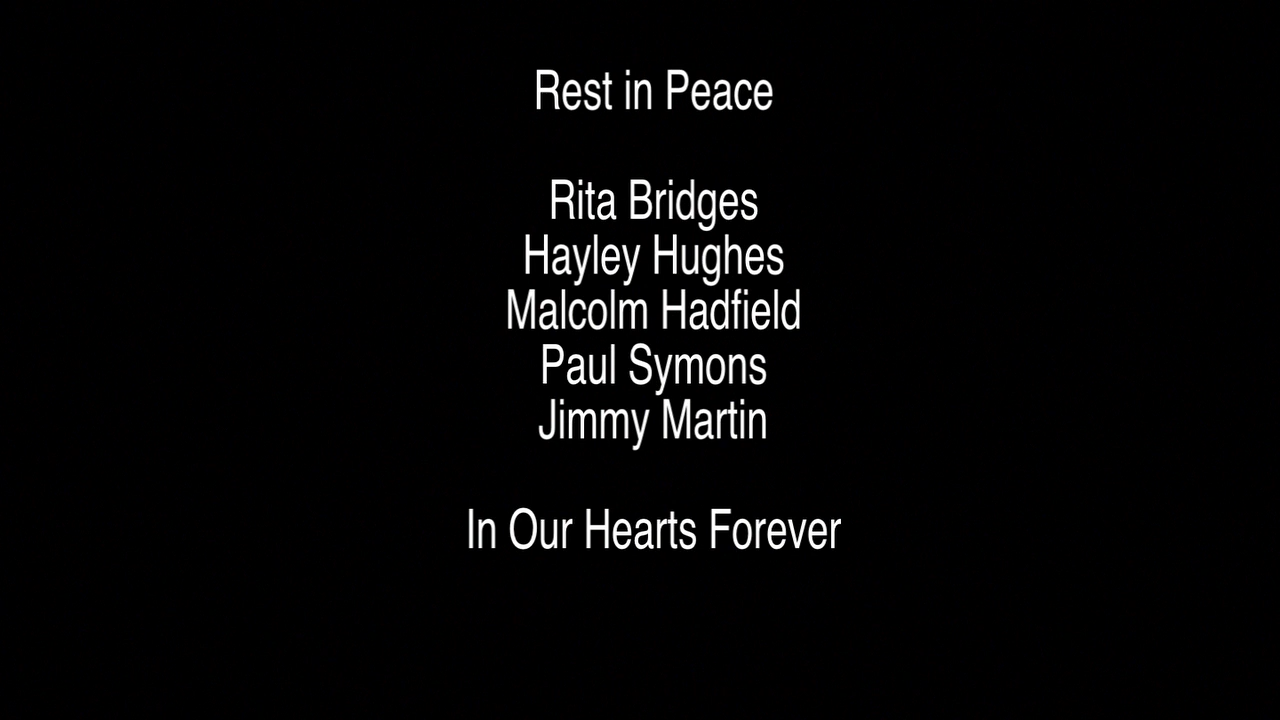 Rest in Peace
Rita Bridges
Hayley Hughes
Malcolm Hadfield
Paul Symons
Jimmy Martin
In Our Hearts Forever